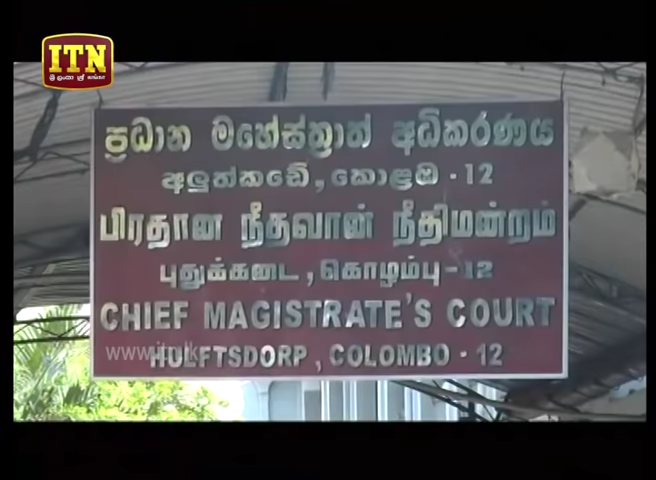 ITN
ශ්‍රී ලංකා ஸ்ரீ லங்கா
ප්‍රධාන මහේස්ත්‍රාත් අධිකරණය
අලුත්කඩේ, කොළඹ - 12
பிரதான நீதவான் நீதிமன்றம்
புதுக்கடை, கொழும்பு - 12
CHIEF MAGISTRATE'S COURT
HULFTSDORP, COLOMBO - 12